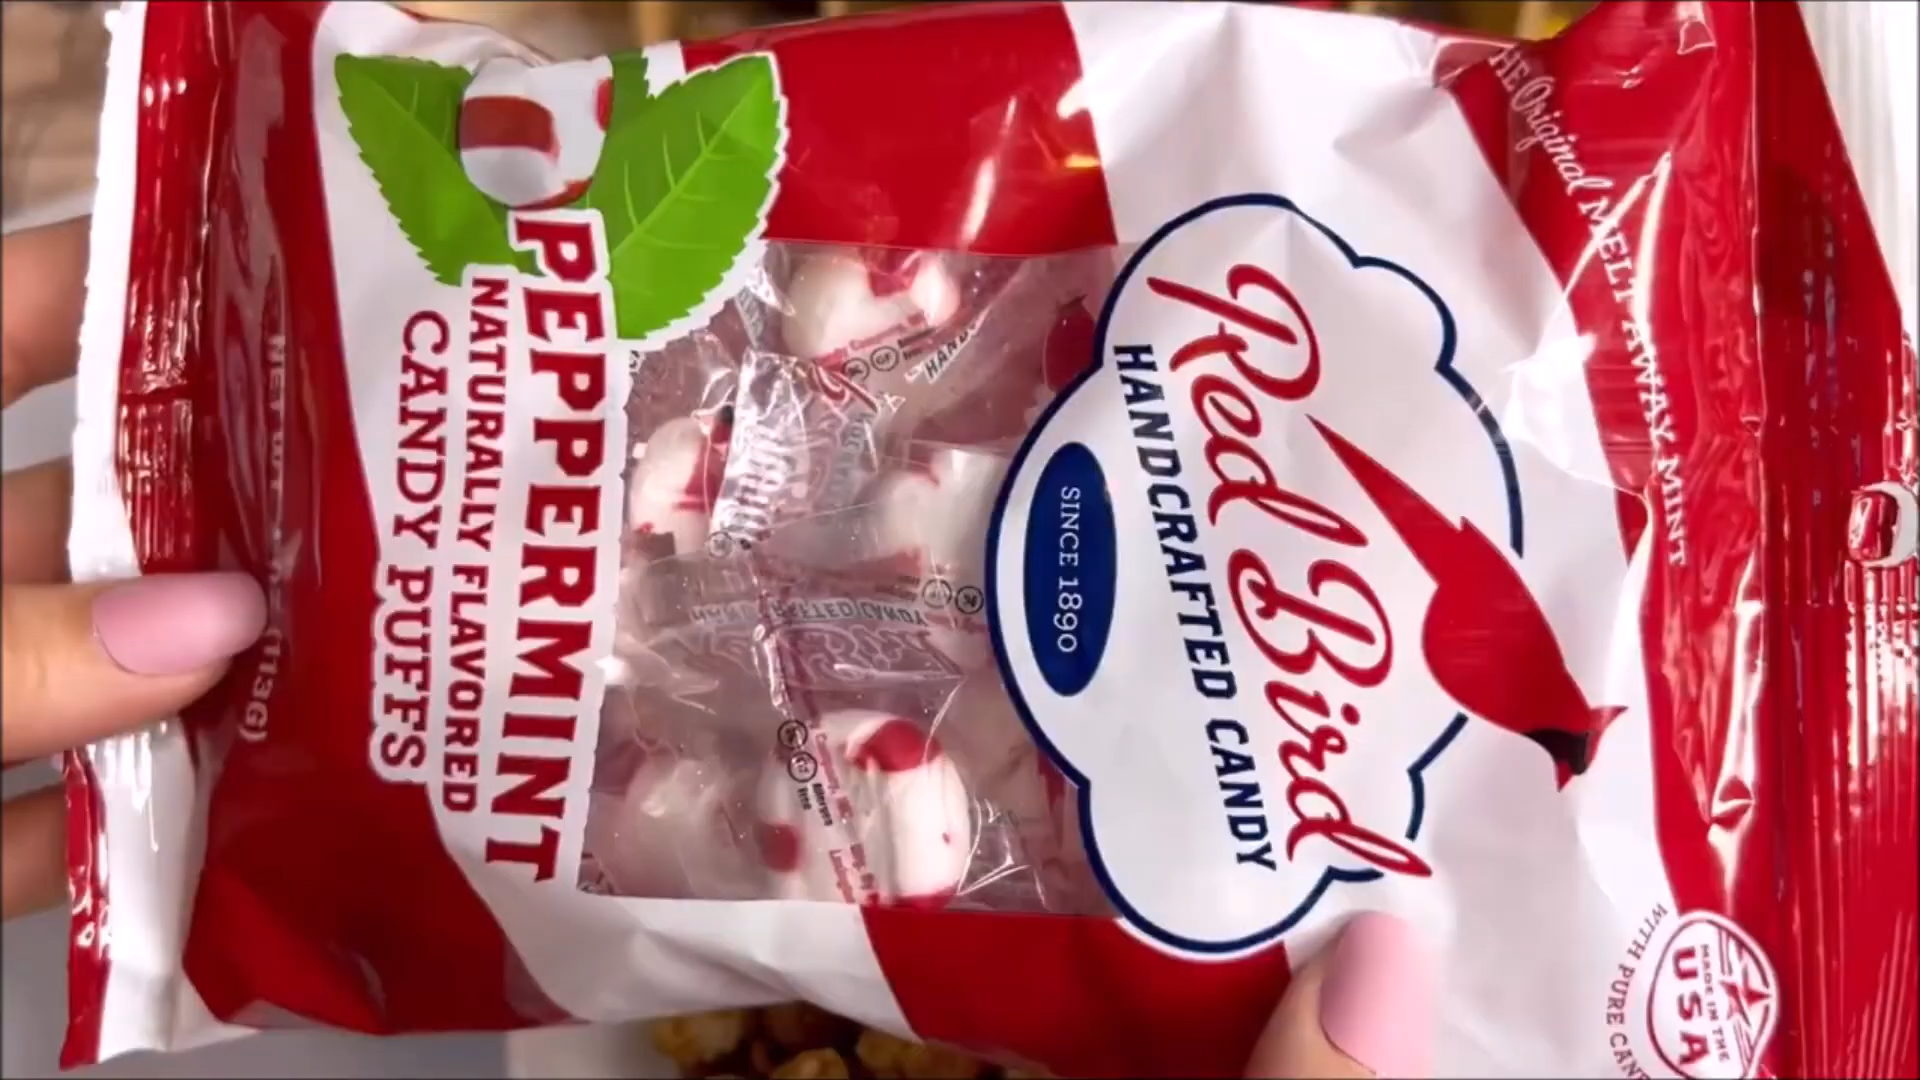 THE Original MELT AWAY MINT
Red Bird
HANDCRAFTED CANDY
SINCE 1890
PEPPERMINT
NATURALLY FLAVORED
CANDY PUFFS
WITH PURE
MADE IN THE
USA
HANDCRAFTED CANDY
(113G)